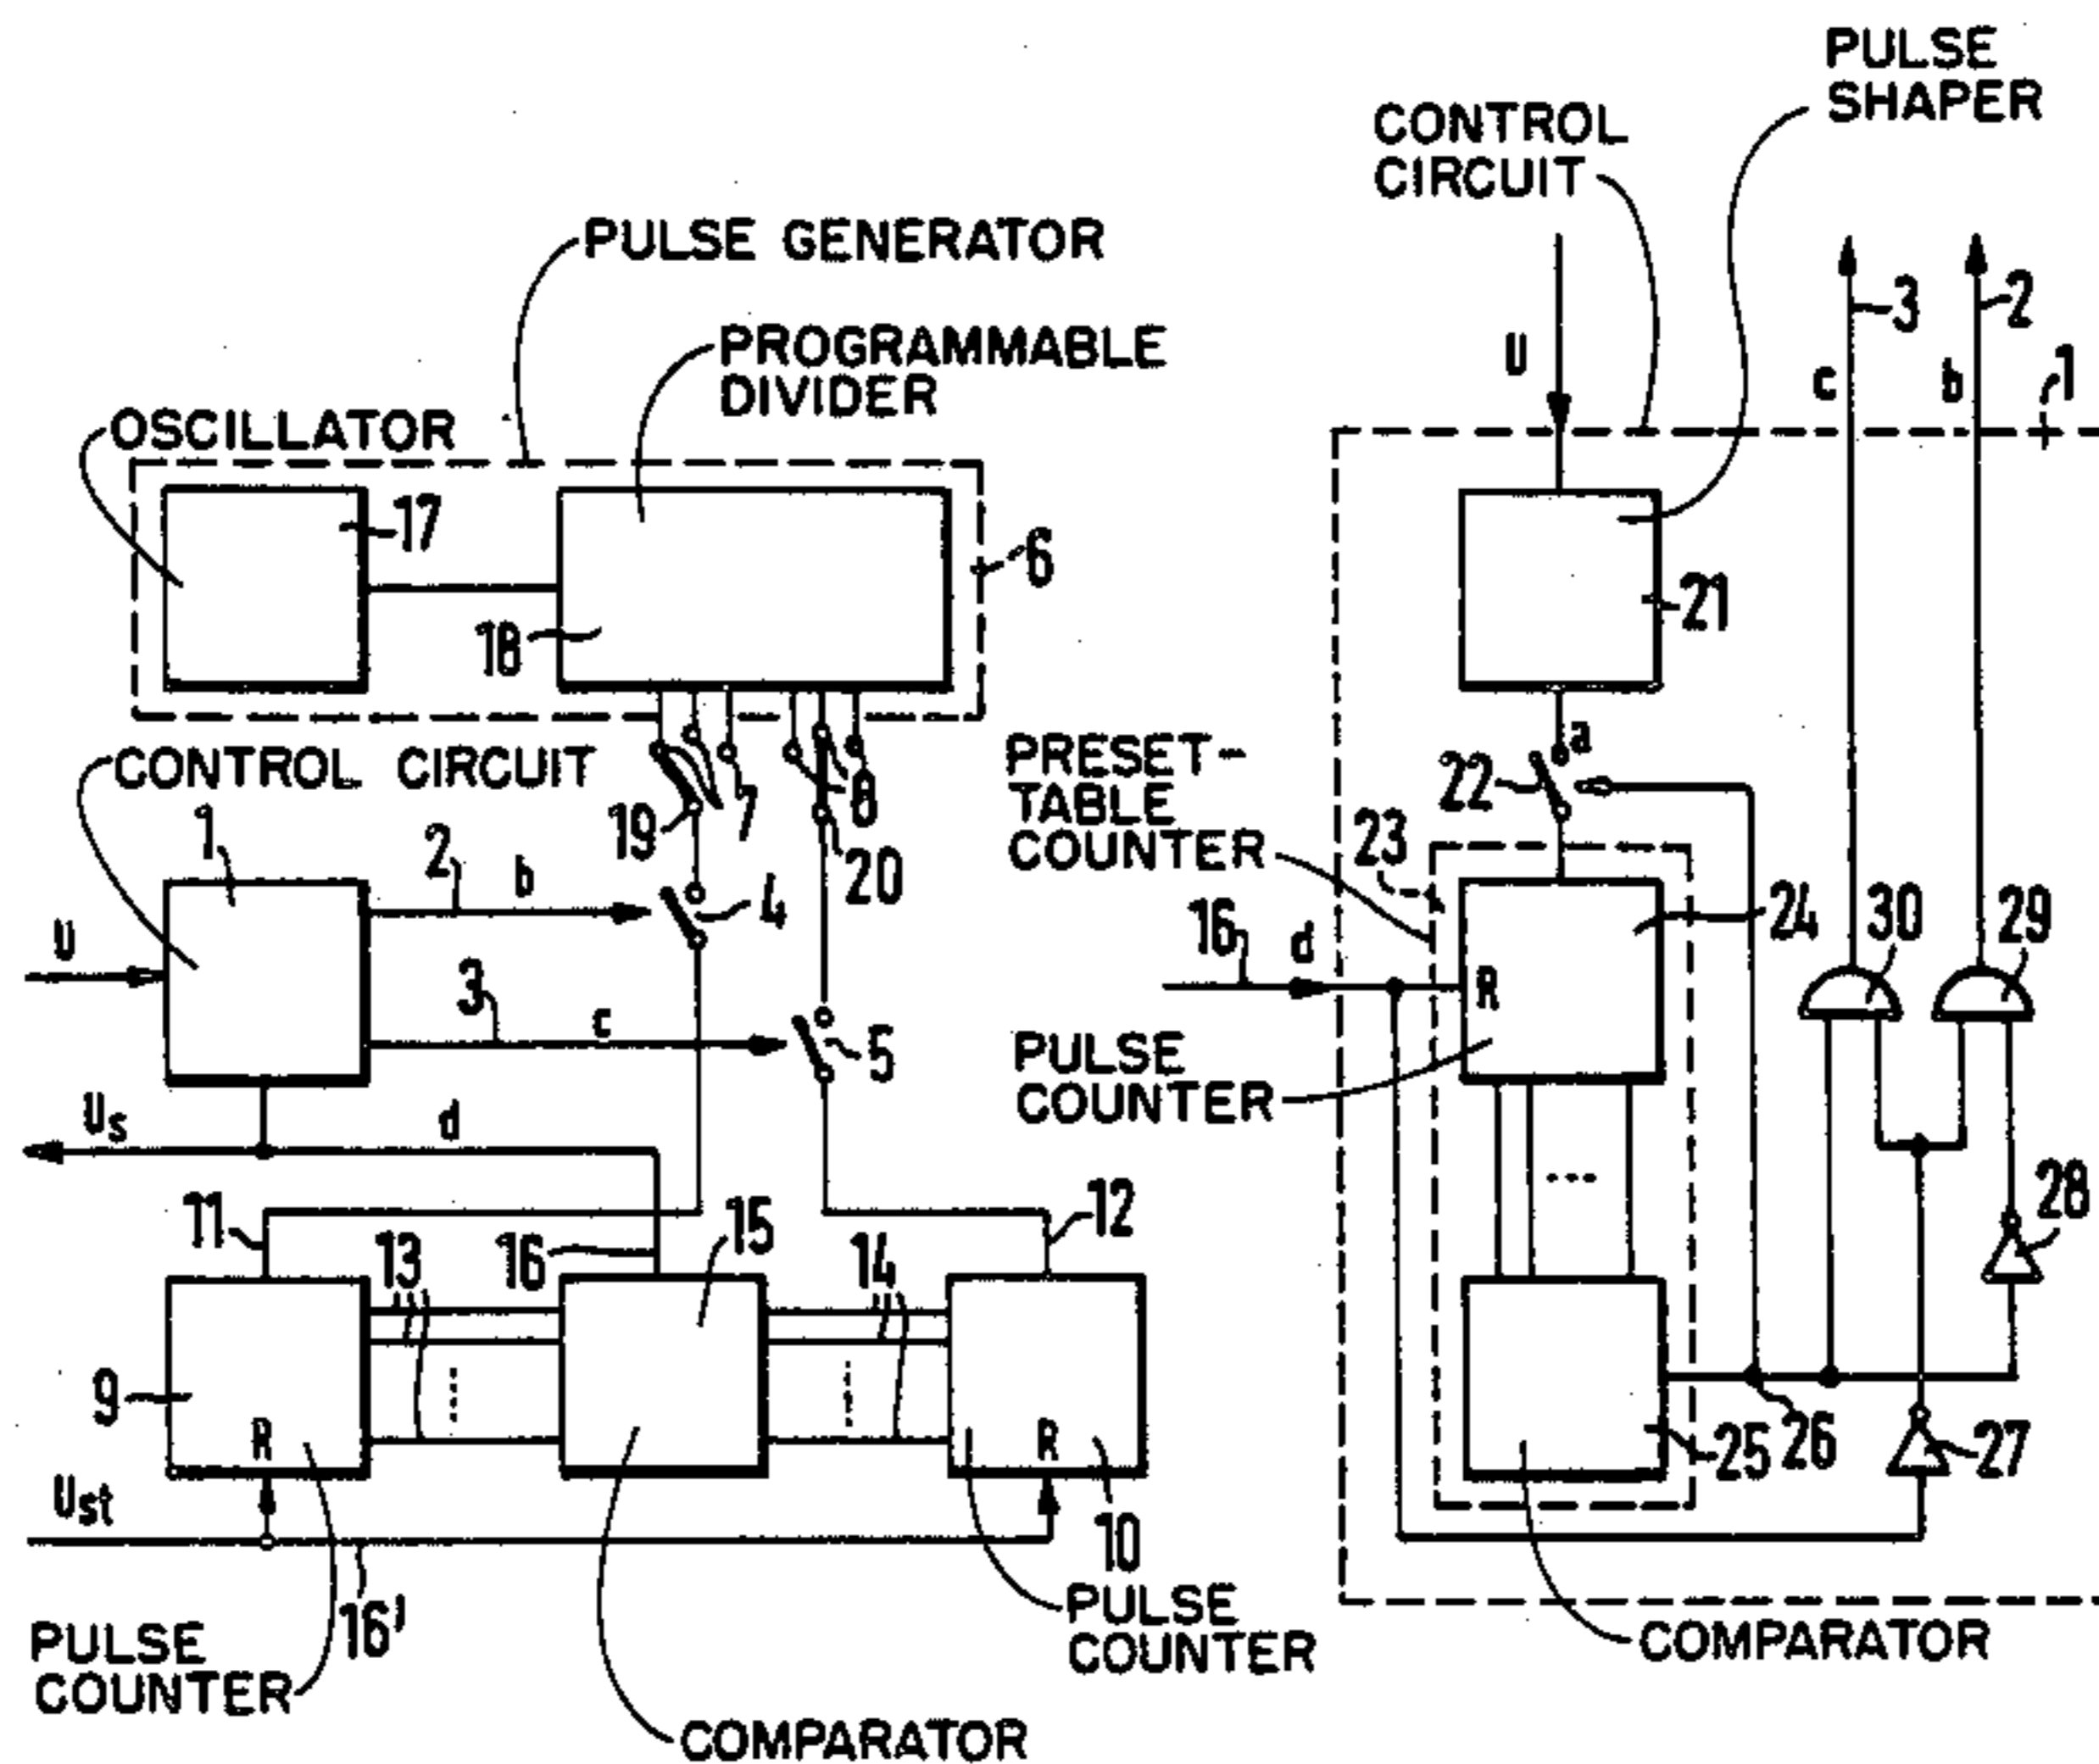 PULSE GENERATOR
PROGRAMMABLE
DIVIDER
OSCILLATOR
17
18
6
CONTROL CIRCUIT
19
7
8
20
1
2
b
4
U
3
c
5
Us
d
11
16
15
12
13
14
9
R
R
Ust
10
16'
PULSE
COUNTER
PULSE
COUNTER
COMPARATOR
PULSE
SHAPER
CONTROL
CIRCUIT
3
2
U
c
b
1
21
a
PRESET-
TABLE
COUNTER
22
23
24
30
29
16
d
R
PULSE
COUNTER
...
28
25
26
27
COMPARATOR